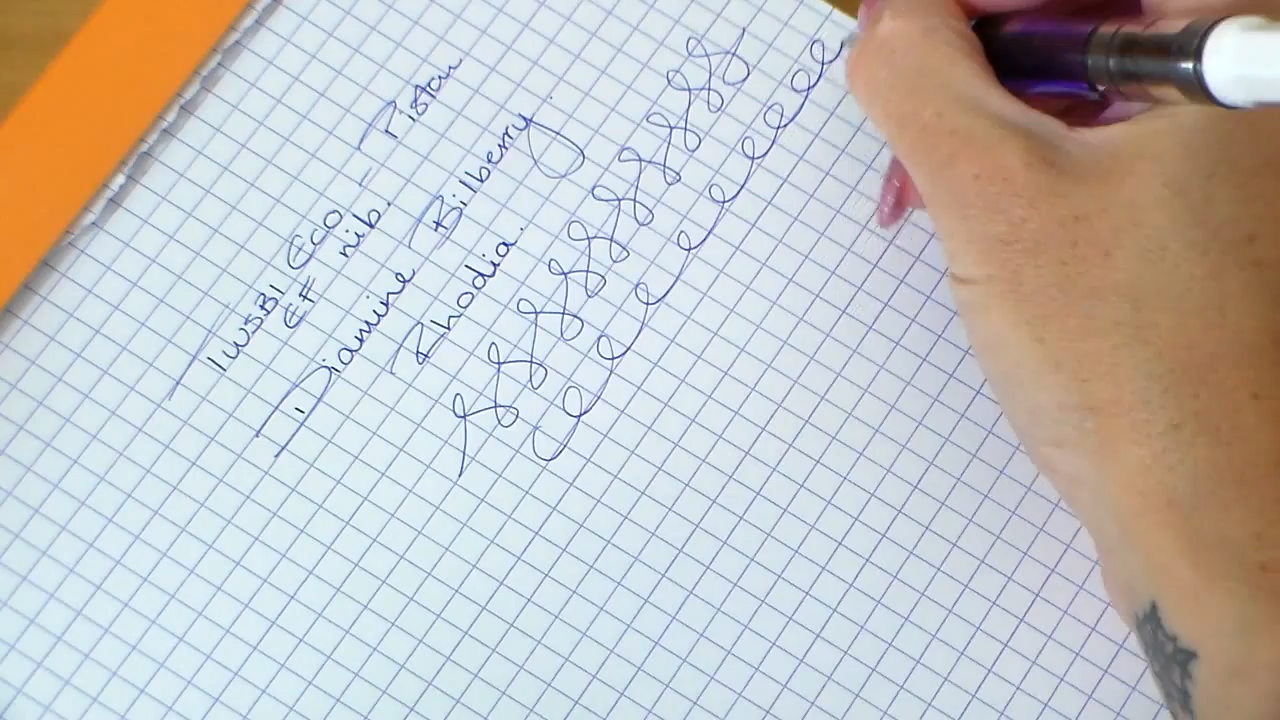 TWSBI ECO - Piston
EF nib.
Diamine Bilberry.
Rhodia.